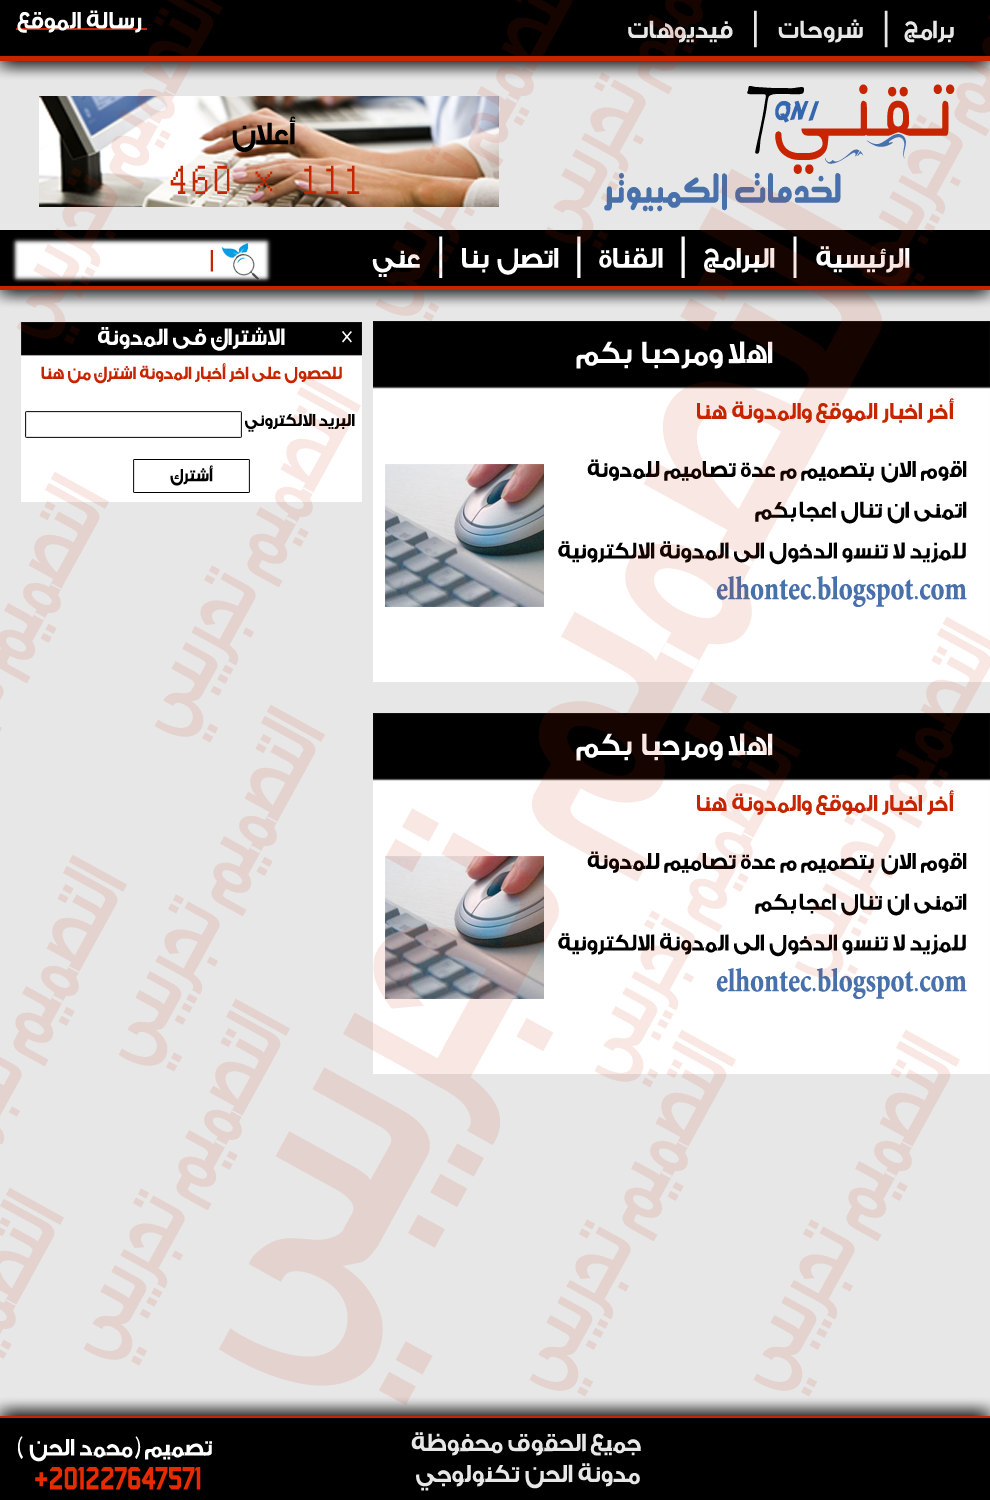 برامج | شروحات | فيديوهات
رسالة الموقع
تقني
TQNI
لخدمات الكمبيوتر
أعلان
460 × 111
الرئيسية | البرامج | القناة | اتصل بنا | عني
اهلا ومرحبا بكم
أخر اخبار الموقع والمدونة هنا
اقوم الان بتصميم م عدة تصاميم للمدونة
اتمنى ان تنال اعجابكم
للمزيد لا تنسو الدخول الى المدونة الالكترونية
elhontec.blogspot.com
x الاشتراك فى المدونة
للحصول على اخر أخبار المدونة اشترك من هنا
البريد الالكتروني
أشترك
اهلا ومرحبا بكم
أخر اخبار الموقع والمدونة هنا
اقوم الان بتصميم م عدة تصاميم للمدونة
اتمنى ان تنال اعجابكم
للمزيد لا تنسو الدخول الى المدونة الالكترونية
elhontec.blogspot.com
التصميم تجريبي
جميع الحقوق محفوظة
مدونة الحن تكنولوجي
تصميم (محمد الحن )
+201227647571